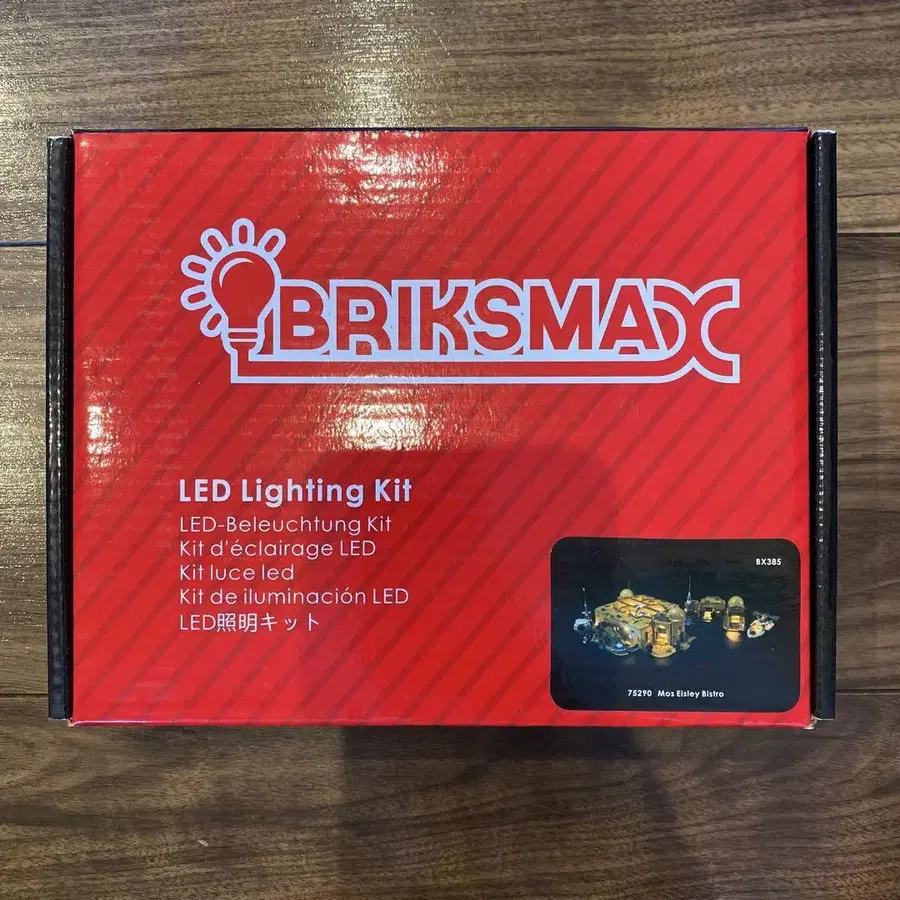 BRIKSMAX
LED Lighting Kit
LED-Beleuchtung Kit
Kit d'éclairage LED
Kit luce led
Kit de iluminación LED
LED照明キット
BX385
75290 Mos Eisley Bistro